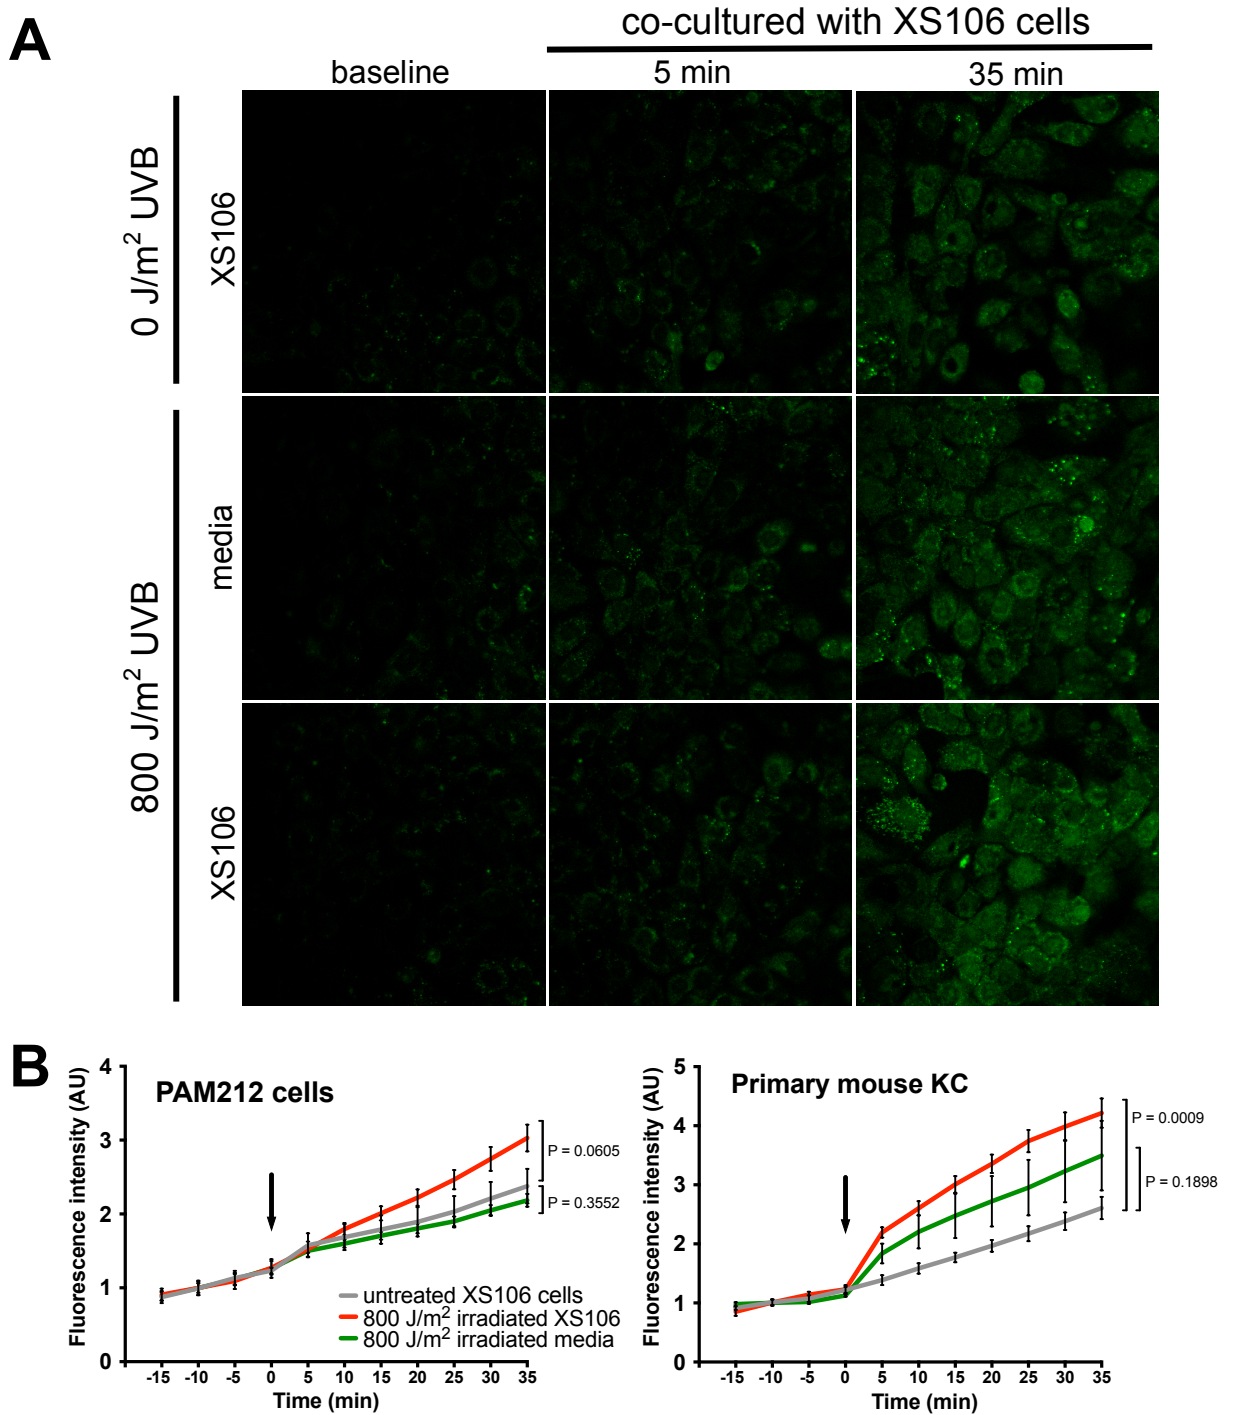 A
co-cultured with XS106 cells
baseline
5 min
35 min
0 J/m² UVB
XS106
800 J/m² UVB
media
XS106
B
PAM212 cells
Fluorescence intensity (AU)
4
3
2
1
0
P = 0.0605
P = 0.3552
untreated XS106 cells
800 J/m² irradiated XS106
800 J/m² irradiated media
-15 -10 -5 0 5 10 15 20 25 30 35
Time (min)
Primary mouse KC
Fluorescence intensity (AU)
5
4
3
2
1
0
P = 0.0009
P = 0.1898
-15 -10 -5 0 5 10 15 20 25 30 35
Time (min)